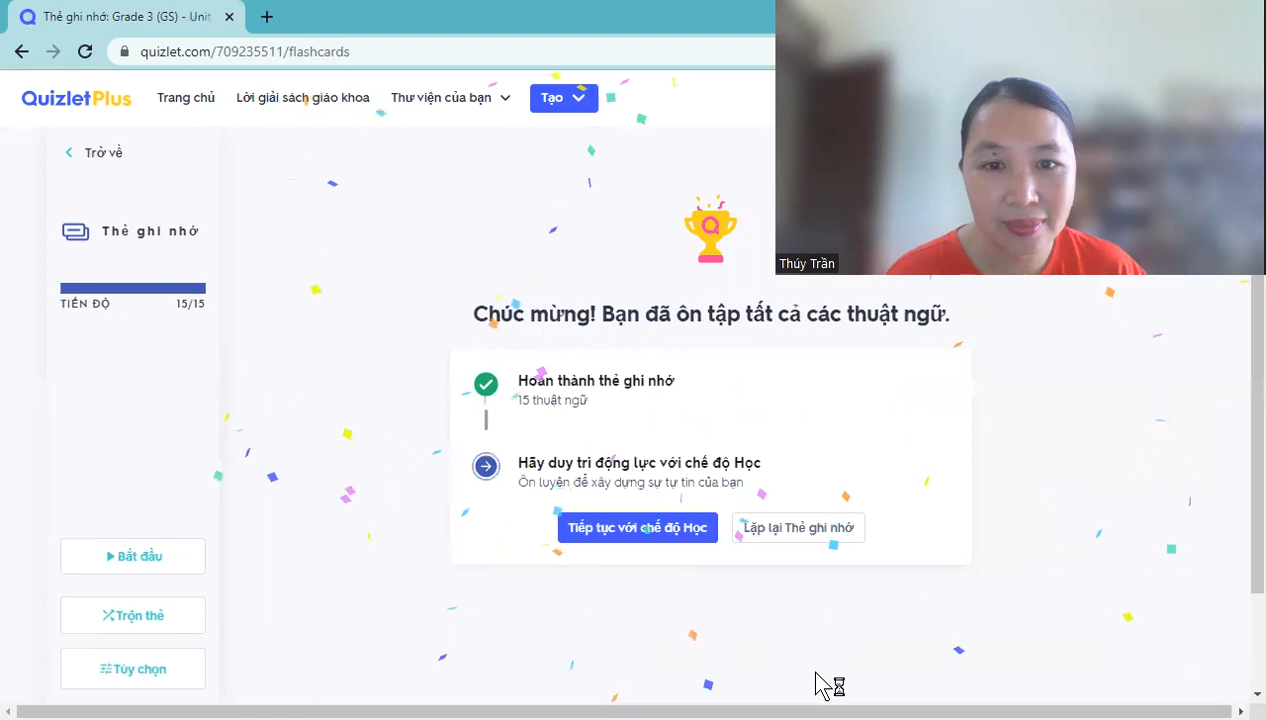 Thẻ ghi nhớ: Grade 3 (GS) - Unit
quizlet.com/709235511/flashcards
QuizletPlus
Trang chủ
Lời giải sách giáo khoa
Thư viện của bạn
Tạo
Trở về
Thẻ ghi nhớ
TIẾN ĐỘ 15/15
Thúy Trần
Chúc mừng! Bạn đã ôn tập tất cả các thuật ngữ.
Hoàn thành thẻ ghi nhớ
15 thuật ngữ
Hãy duy trì động lực với chế độ Học
Ôn luyện để xây dựng sự tự tin của bạn
Tiếp tục với chế độ Học
Lặp lại Thẻ ghi nhớ
Bắt đầu
Trộn thẻ
Tùy chọn